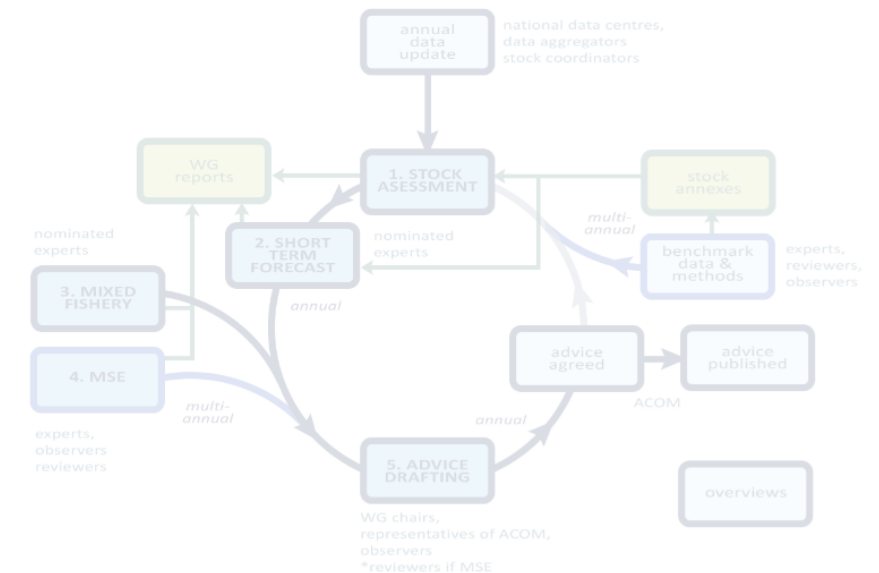 annual
data
update
national data centres,
data aggregators
stock coordinators
WG
reports
1. STOCK
ASESSMENT
stock
annexes
nominated
experts
2. SHORT
TERM
FORECAST
nominated
experts
multi-
annual
benchmark
data &
methods
experts,
reviewers,
observers
3. MIXED
FISHERY
annual
4. MSE
multi-
annual
experts,
observers
reviewers
advice
agreed
advice
published
ACOM
annual
5. ADVICE
DRAFTING
WG chairs,
representatives of ACOM,
observers
*reviewers if MSE
overviews